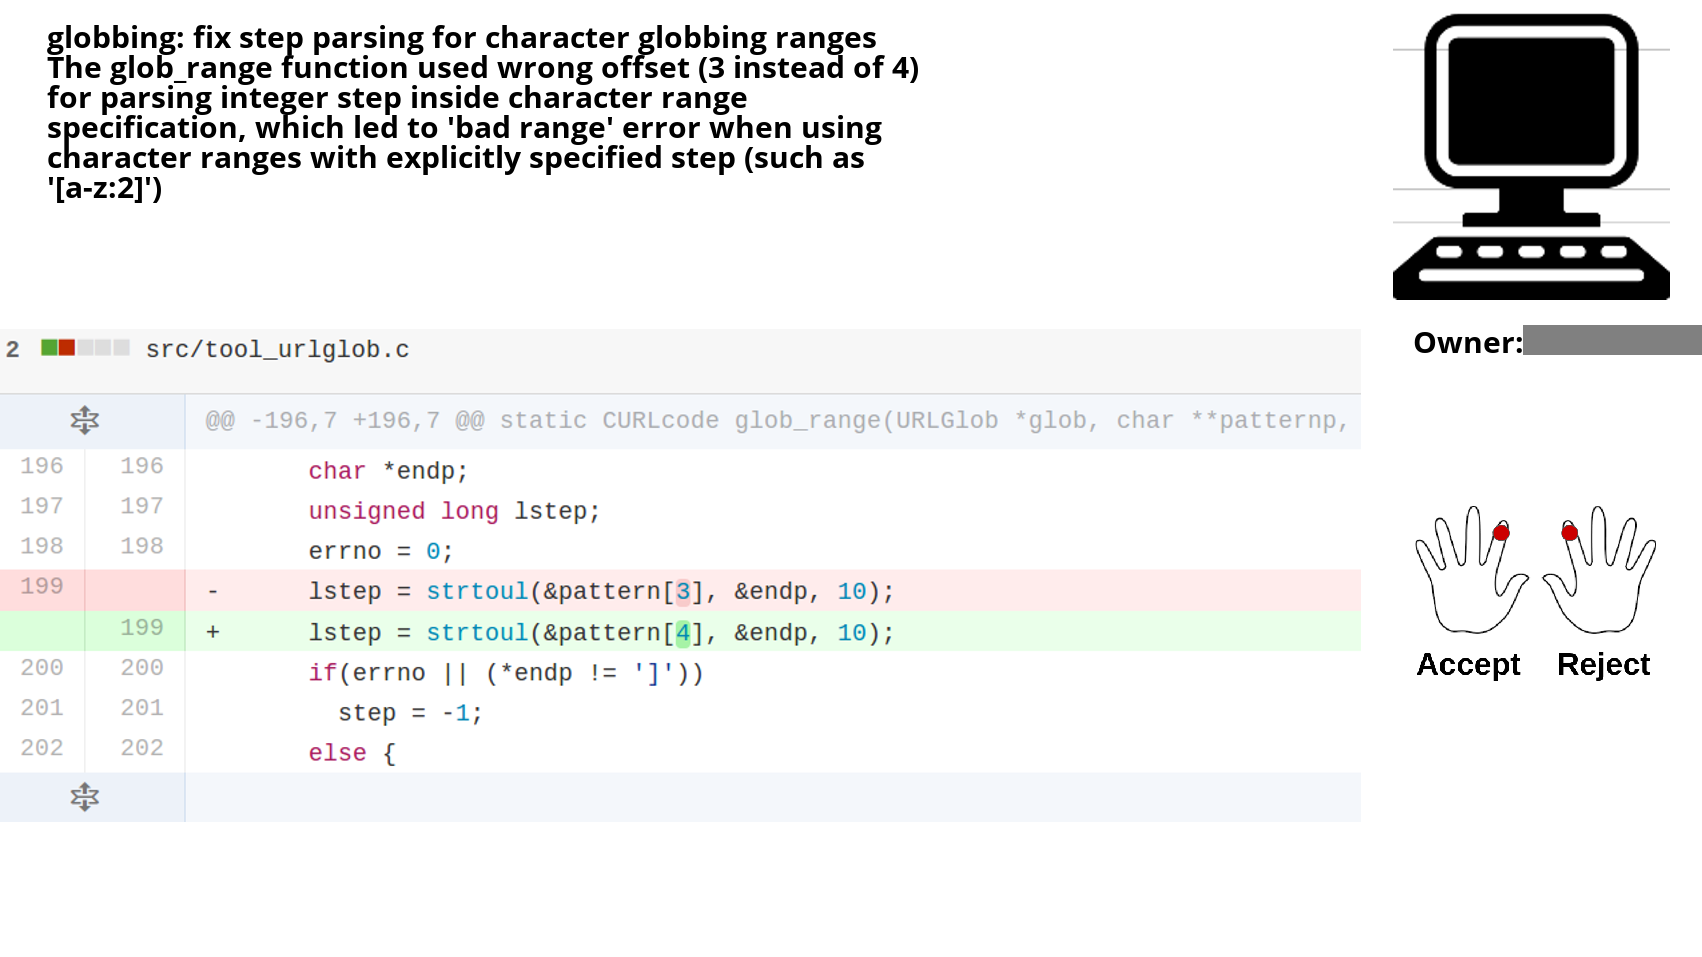 globbing: fix step parsing for character globbing ranges
The glob_range function used wrong offset (3 instead of 4)
for parsing integer step inside character range
specification, which led to 'bad range' error when using
character ranges with explicitly specified step (such as
'[a-z:2]')
Owner:
2 src/tool_urlglob.c
@@ -196,7 +196,7 @@ static CURLcode glob_range(URLGlob *glob, char **patternp,
196 196 char *endp;
197 197 unsigned long lstep;
198 198 errno = 0;
199 - lstep = strtoul(&pattern[3], &endp, 10);
199 + lstep = strtoul(&pattern[4], &endp, 10);
200 200 if(errno || (*endp != ']'))
201 201 step = -1;
202 202 else {
Accept Reject